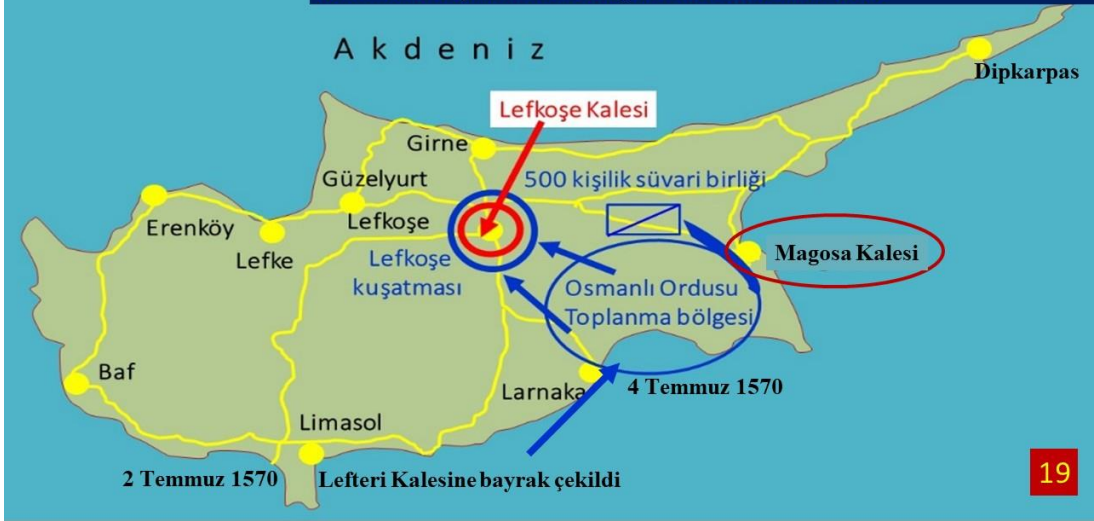 A k d e n i z
Dipkarpas
Lefkoşe Kalesi
Girne
Güzelyurt
500 kişilik süvari birliği
Erenköy
Lefkoşe
Lefke
Lefkoşe
kuşatması
Magosa Kalesi
Osmanlı Ordusu
Toplanma bölgesi
Baf
Larnaka
4 Temmuz 1570
Limasol
2 Temmuz 1570
Lefteri Kalesine bayrak çekildi
19